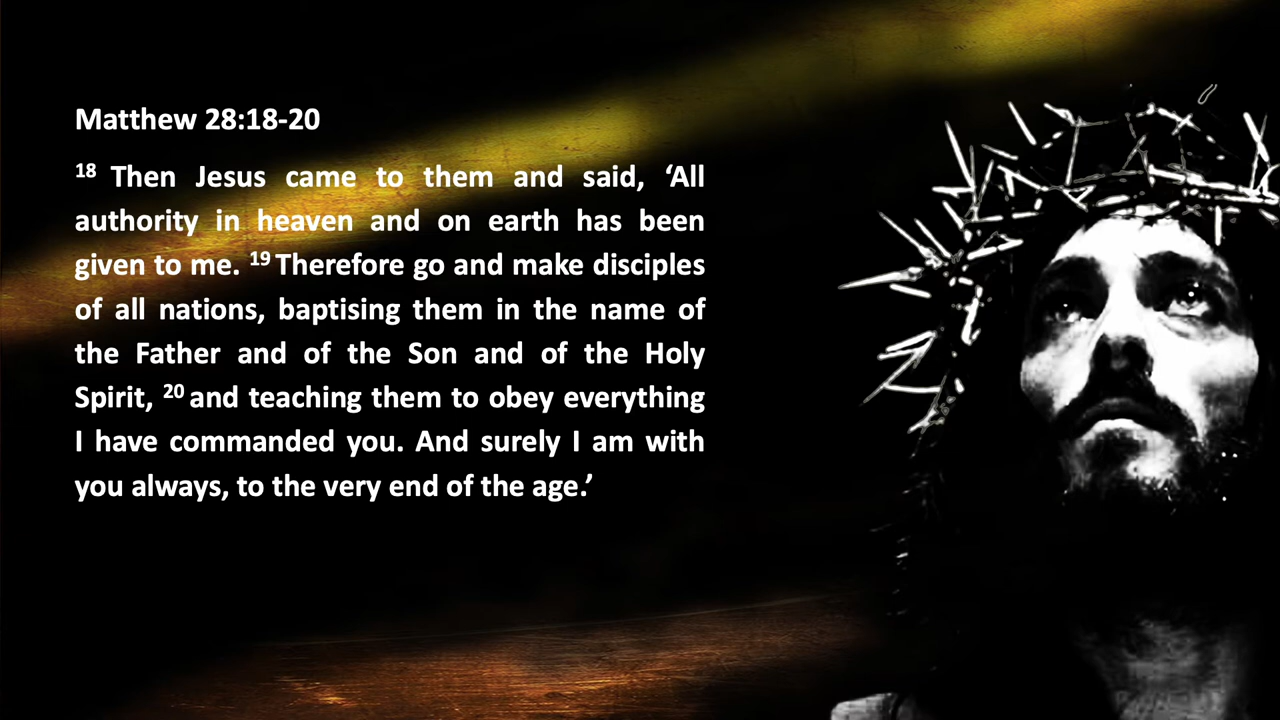 Matthew 28:18-20
18 Then Jesus came to them and said, ‘All
authority in heaven and on earth has been
given to me. 19 Therefore go and make disciples
of all nations, baptising them in the name of
the Father and of the Son and of the Holy
Spirit, 20 and teaching them to obey everything
I have commanded you. And surely I am with
you always, to the very end of the age.’